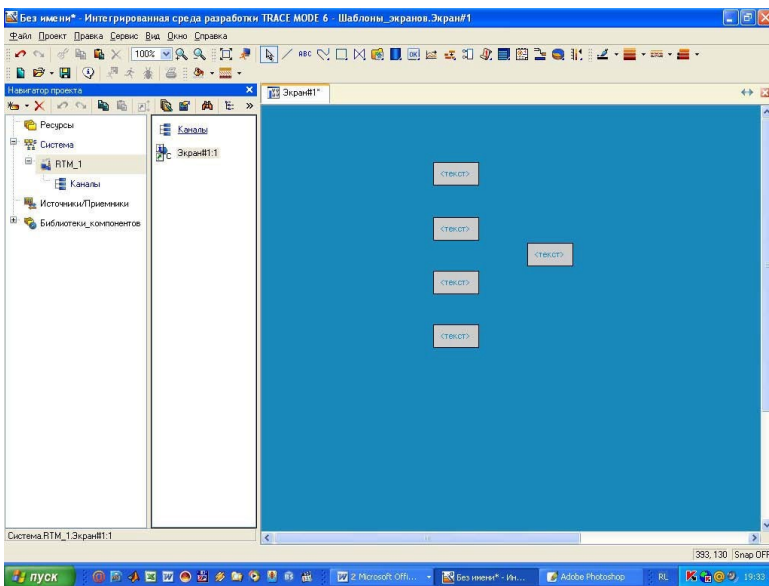 Без имени* - Интегрированная среда разработки TRACE MODE 6 - Шаблоны_экранов.Экран#1
Файл Проект Правка Сервис Вид Окно Справка
100%
ABC
Навигатор проекта
Экран#1*
Ресурсы
Система
RTM_1
Каналы
Источники/Приемники
Библиотеки_компонентов
Каналы
Экран#1:1
<текст>
<текст>
<текст>
<текст>
<текст>
Система.RTM_1.Экран#1:1
393, 130 Snap OFF
пуск
2 Microsoft Offi...
Без имени* - Ин...
Adobe Photoshop
RL
19:33